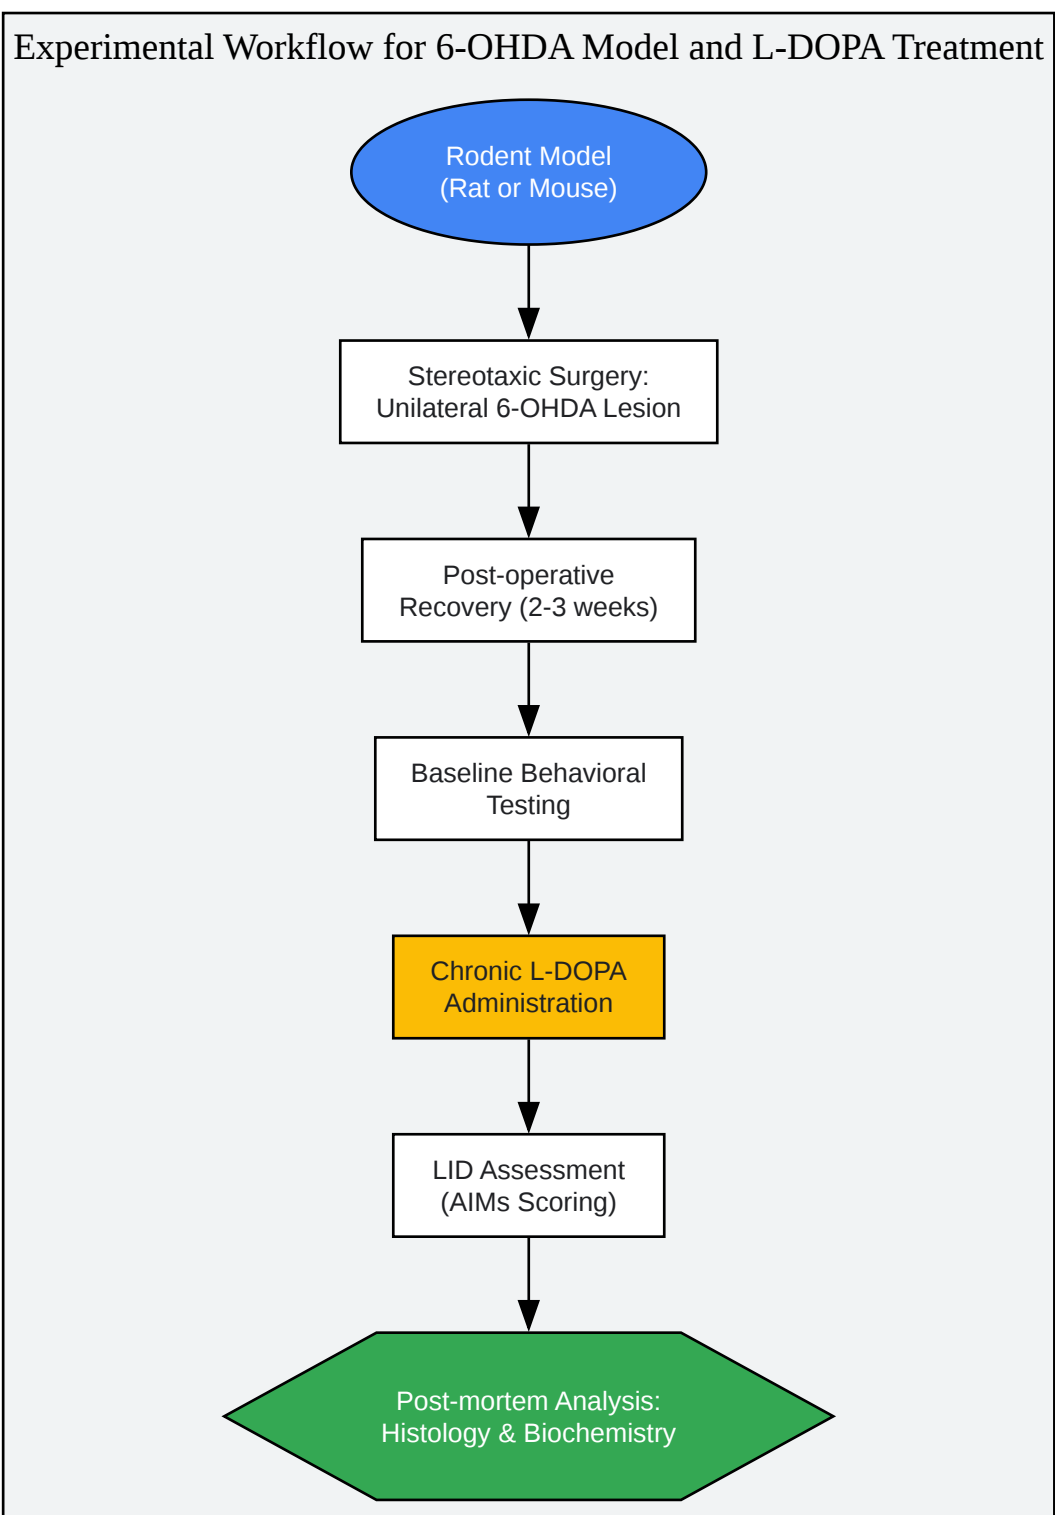 Experimental Workflow for 6-OHDA Model and L-DOPA Treatment
Rodent Model
(Rat or Mouse)
Stereotaxic Surgery:
Unilateral 6-OHDA Lesion
Post-operative
Recovery (2-3 weeks)
Baseline Behavioral
Testing
Chronic L-DOPA
Administration
LID Assessment
(AIMs Scoring)
Post-mortem Analysis:
Histology & Biochemistry